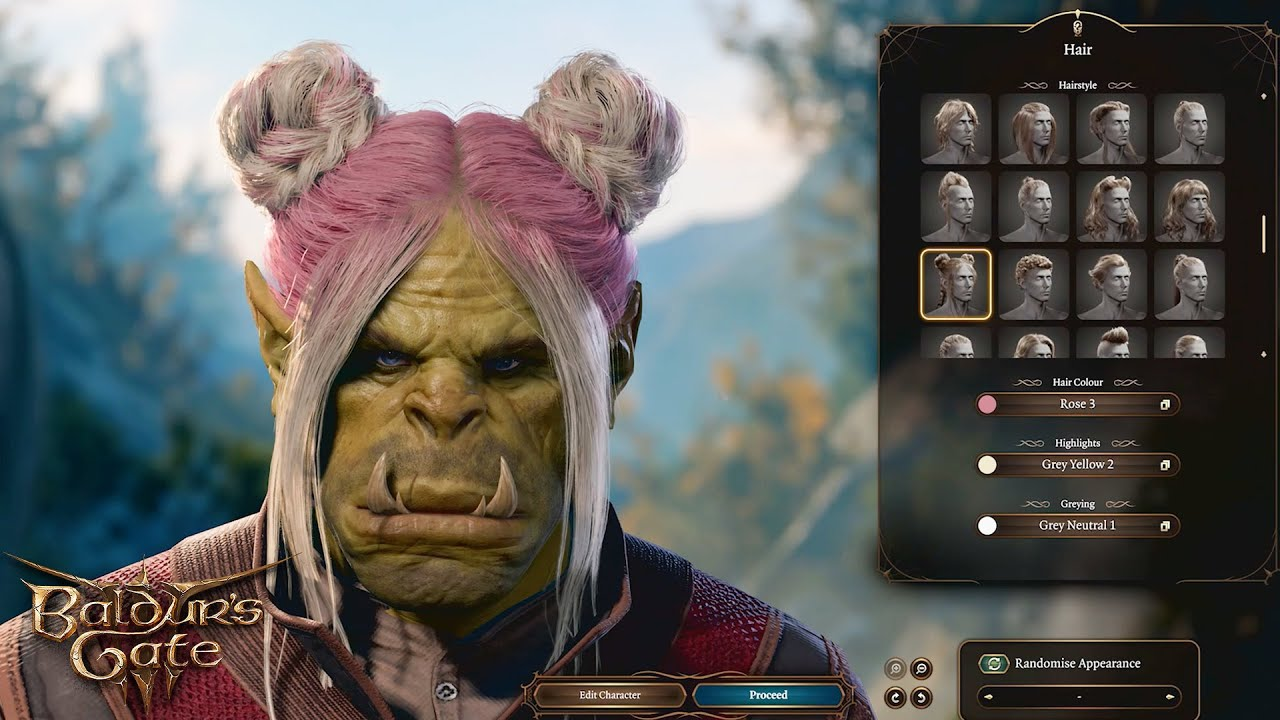 Hair
Hairstyle
Hair Colour
Rose 3
Highlights
Grey Yellow 2
Greying
Grey Neutral 1
Baldur's
Gate
Edit Character
Proceed
Randomise Appearance
-